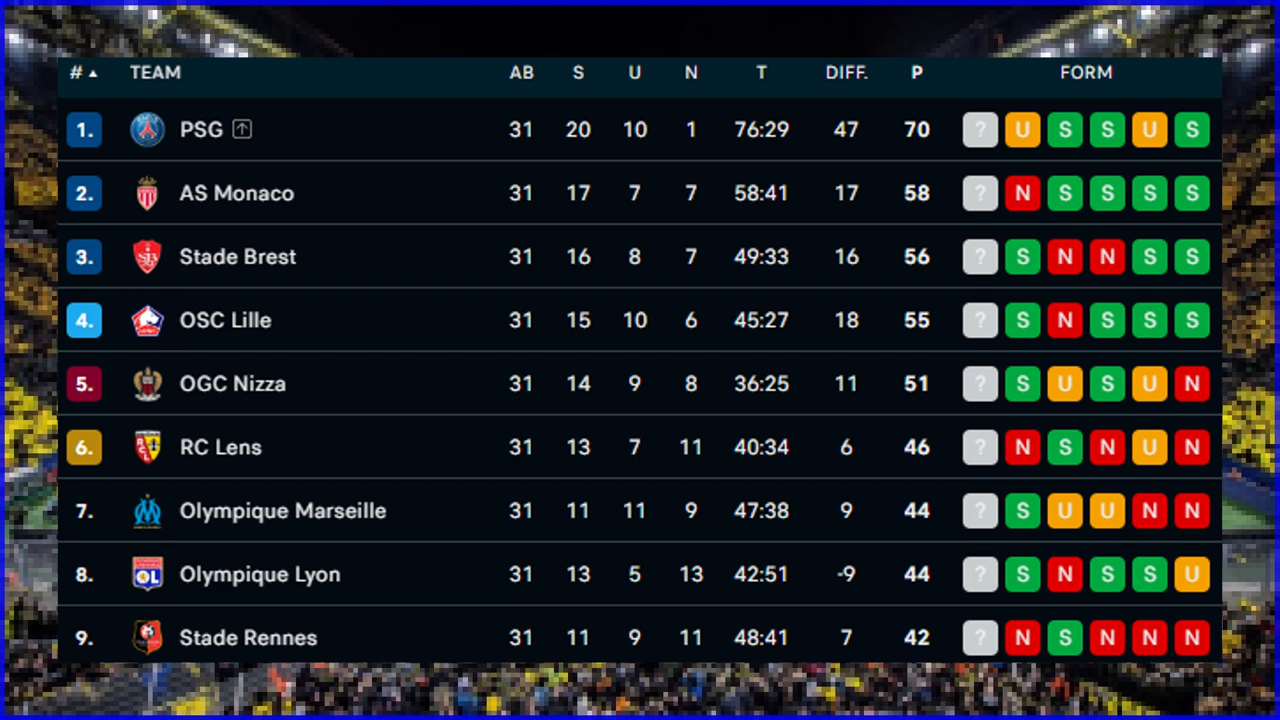 # TEAM AB S U N T DIFF. P FORM
1. PSG 31 20 10 1 76:29 47 70 ? U S S U S
2. AS Monaco 31 17 7 7 58:41 17 58 ? N S S S S
3. Stade Brest 31 16 8 7 49:33 16 56 ? S N N S S
4. OSC Lille 31 15 10 6 45:27 18 55 ? S N S S S
5. OGC Nizza 31 14 9 8 36:25 11 51 ? S U S U N
6. RC Lens 31 13 7 11 40:34 6 46 ? N S N U N
7. Olympique Marseille 31 11 11 9 47:38 9 44 ? S U U N N
8. Olympique Lyon 31 13 5 13 42:51 -9 44 ? S N S S U
9. Stade Rennes 31 11 9 11 48:41 7 42 ? N S N N N